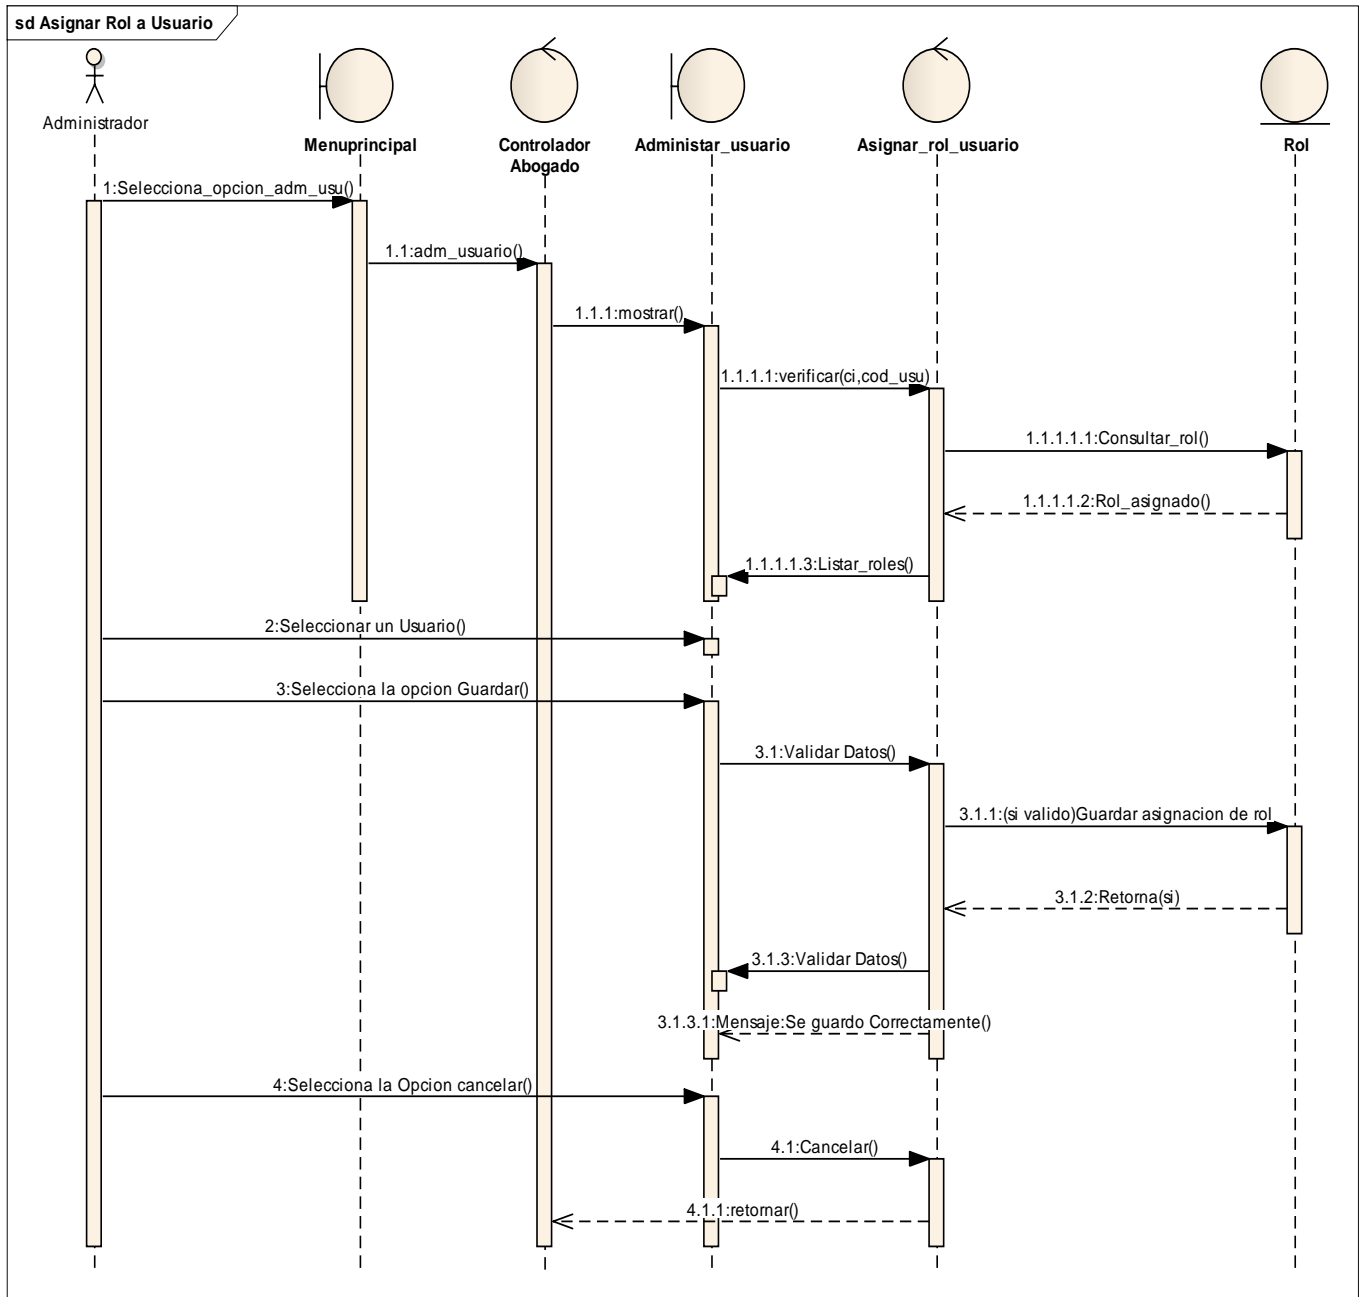 sd Asignar Rol a Usuario
Administrador
Menuprincipal
Controlador
Abogado
Administar_usuario
Asignar_rol_usuario
Rol
1:Selecciona_opcion_adm_usu()
1.1:adm_usuario()
1.1.1:mostrar()
1.1.1.1:verificar(ci,cod_usu)
1.1.1.1.1:Consultar_rol()
1.1.1.1.2:Rol_asignado()
1.1.1.1.3:Listar_roles()
2:Seleccionar un Usuario()
3:Selecciona la opcion Guardar()
3.1:Validar Datos()
3.1.1:(si valido)Guardar asignacion de rol
3.1.2:Retorna(si)
3.1.3:Validar Datos()
3.1.3.1:Mensaje:Se guardo Correctamente()
4:Selecciona la Opcion cancelar()
4.1:Cancelar()
4.1.1:retornar()